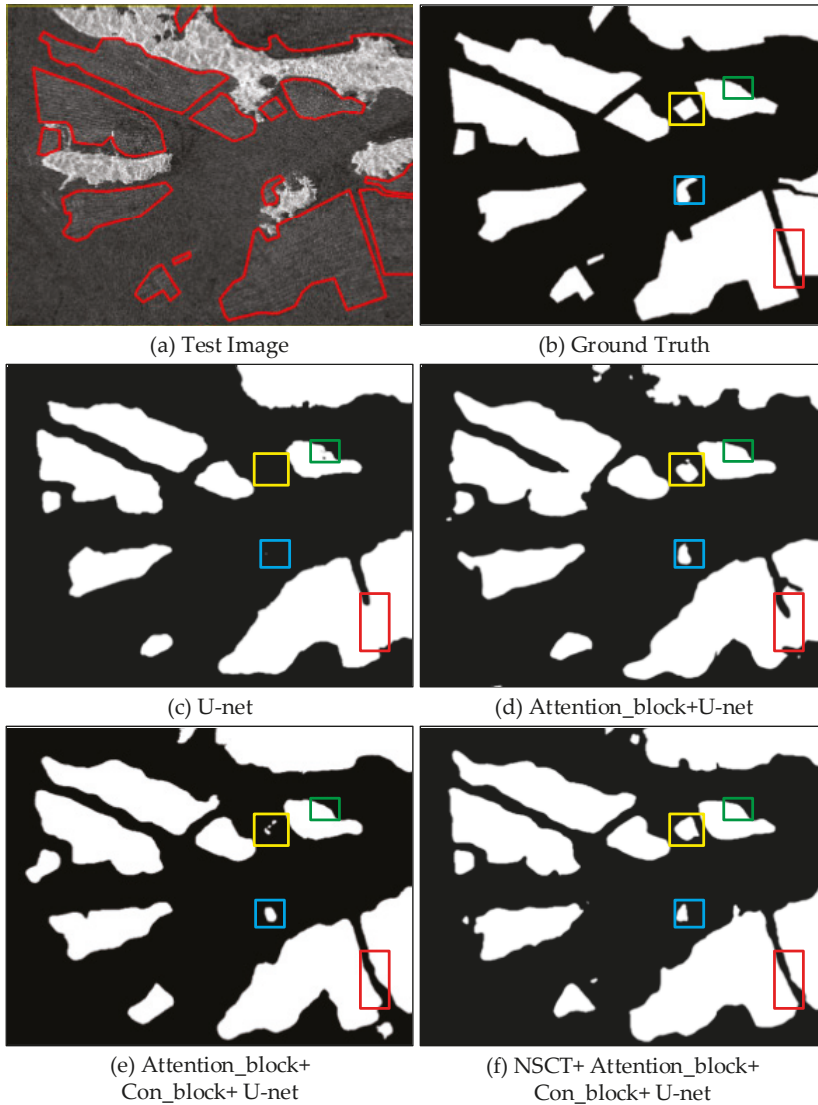 (a) Test Image
(b) Ground Truth
(c) U-net
(d) Attention_block+U-net
(e) Attention_block+
Con_block+ U-net
(f) NSCT+ Attention_block+
Con_block+ U-net